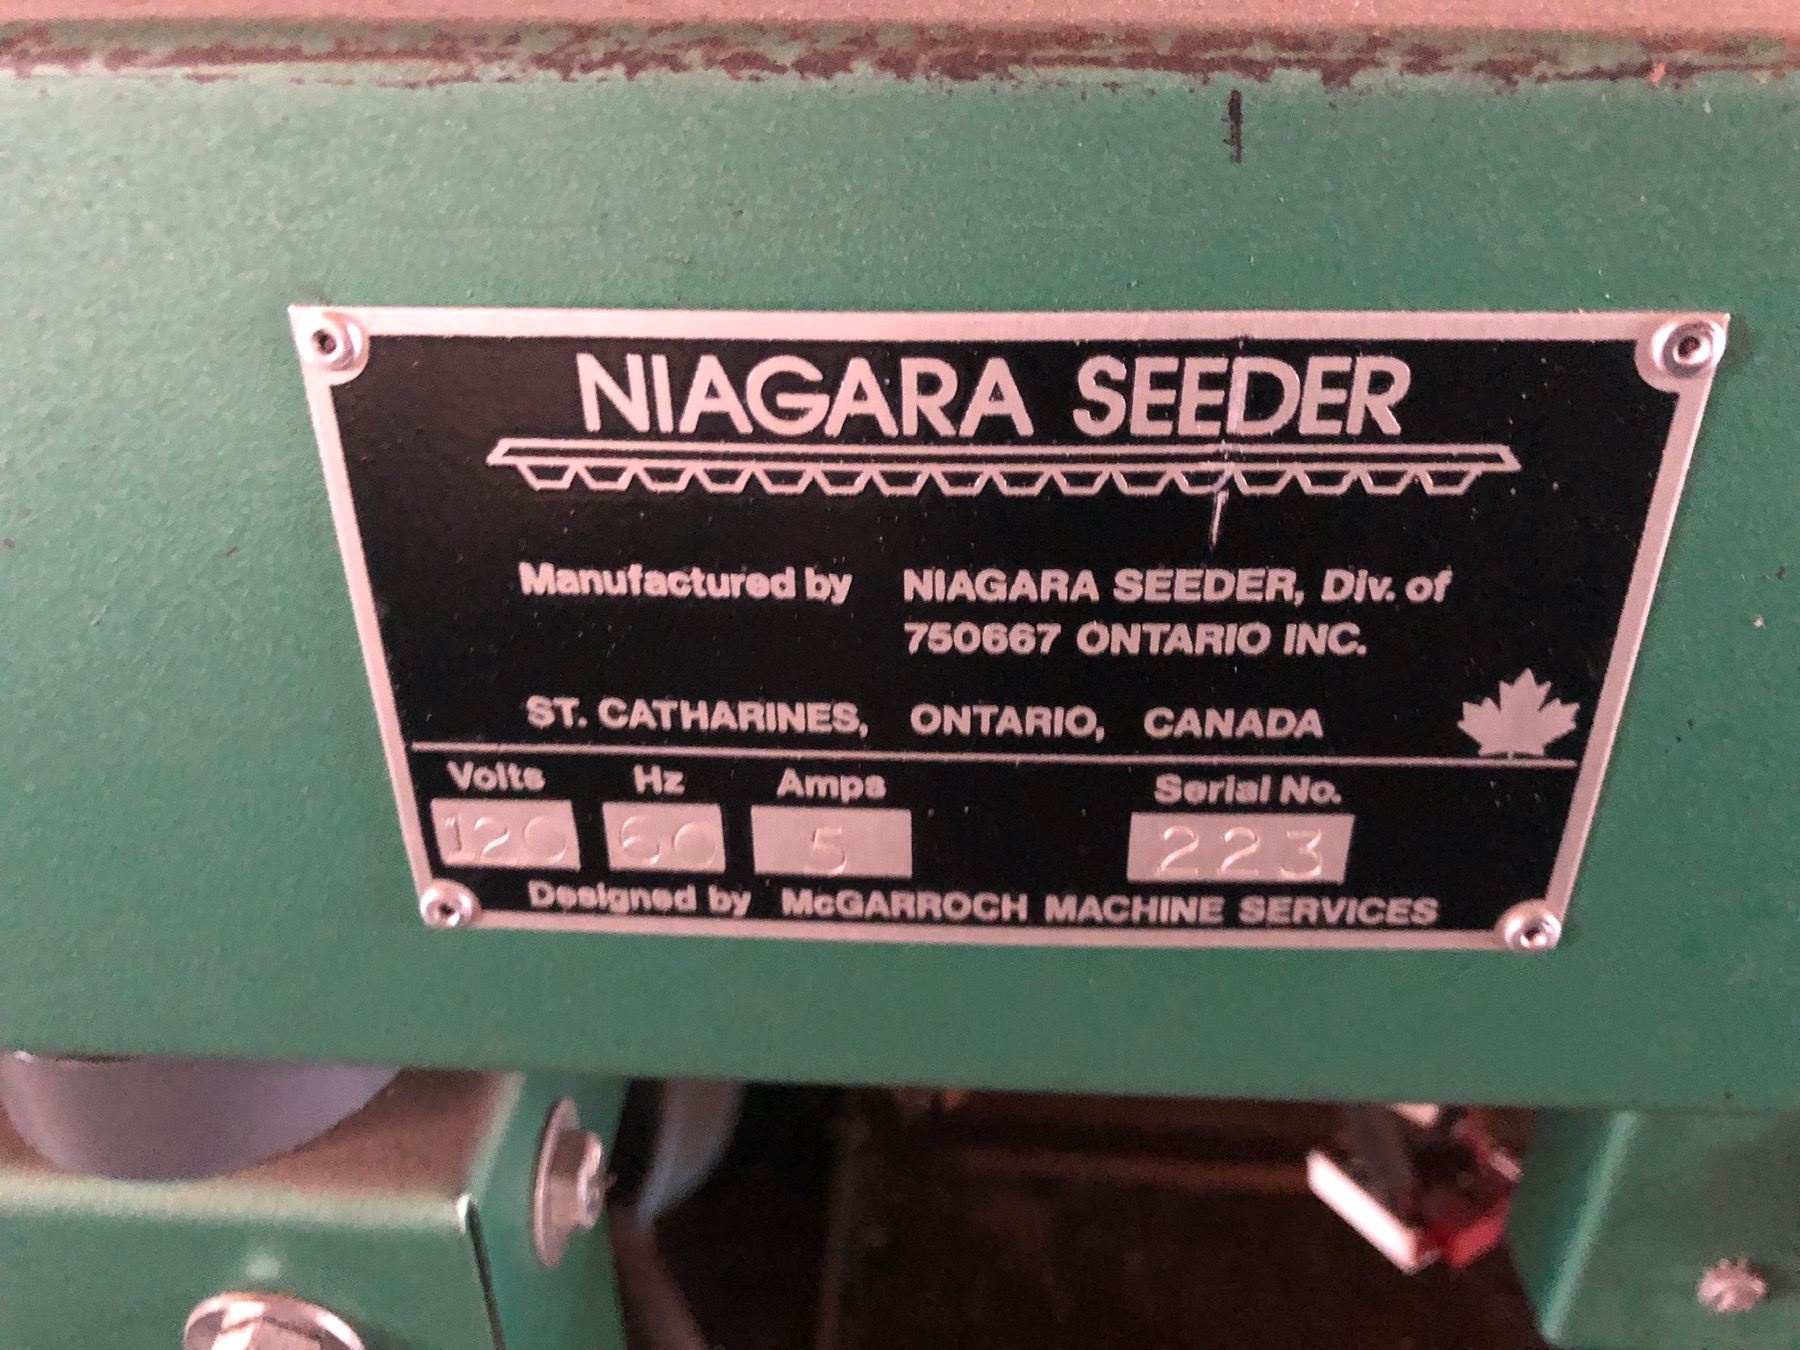 NIAGARA SEEDER
Manufactured by NIAGARA SEEDER, Div. of
750667 ONTARIO INC.
ST. CATHARINES, ONTARIO, CANADA
Volts Hz Amps Serial No.
120 60 5 223
Designed by McGARROCH MACHINE SERVICES